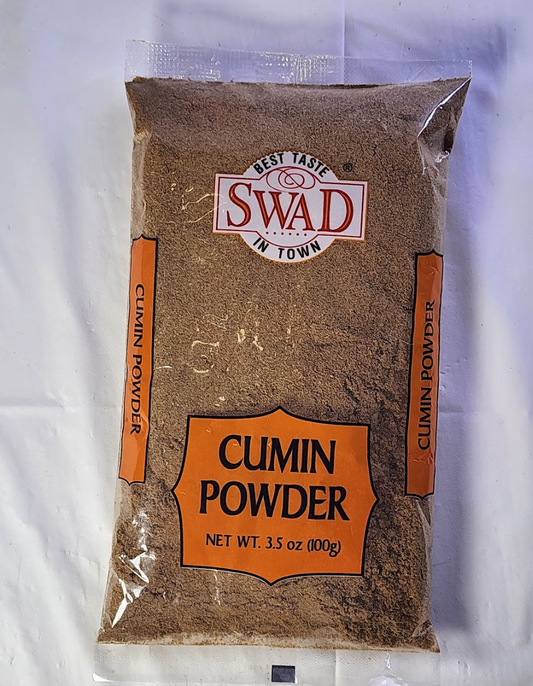 BEST TASTE
®
SWAD
IN TOWN
CUMIN POWDER
CUMIN POWDER
CUMIN
POWDER
NET WT. 3.5 oz (100g)